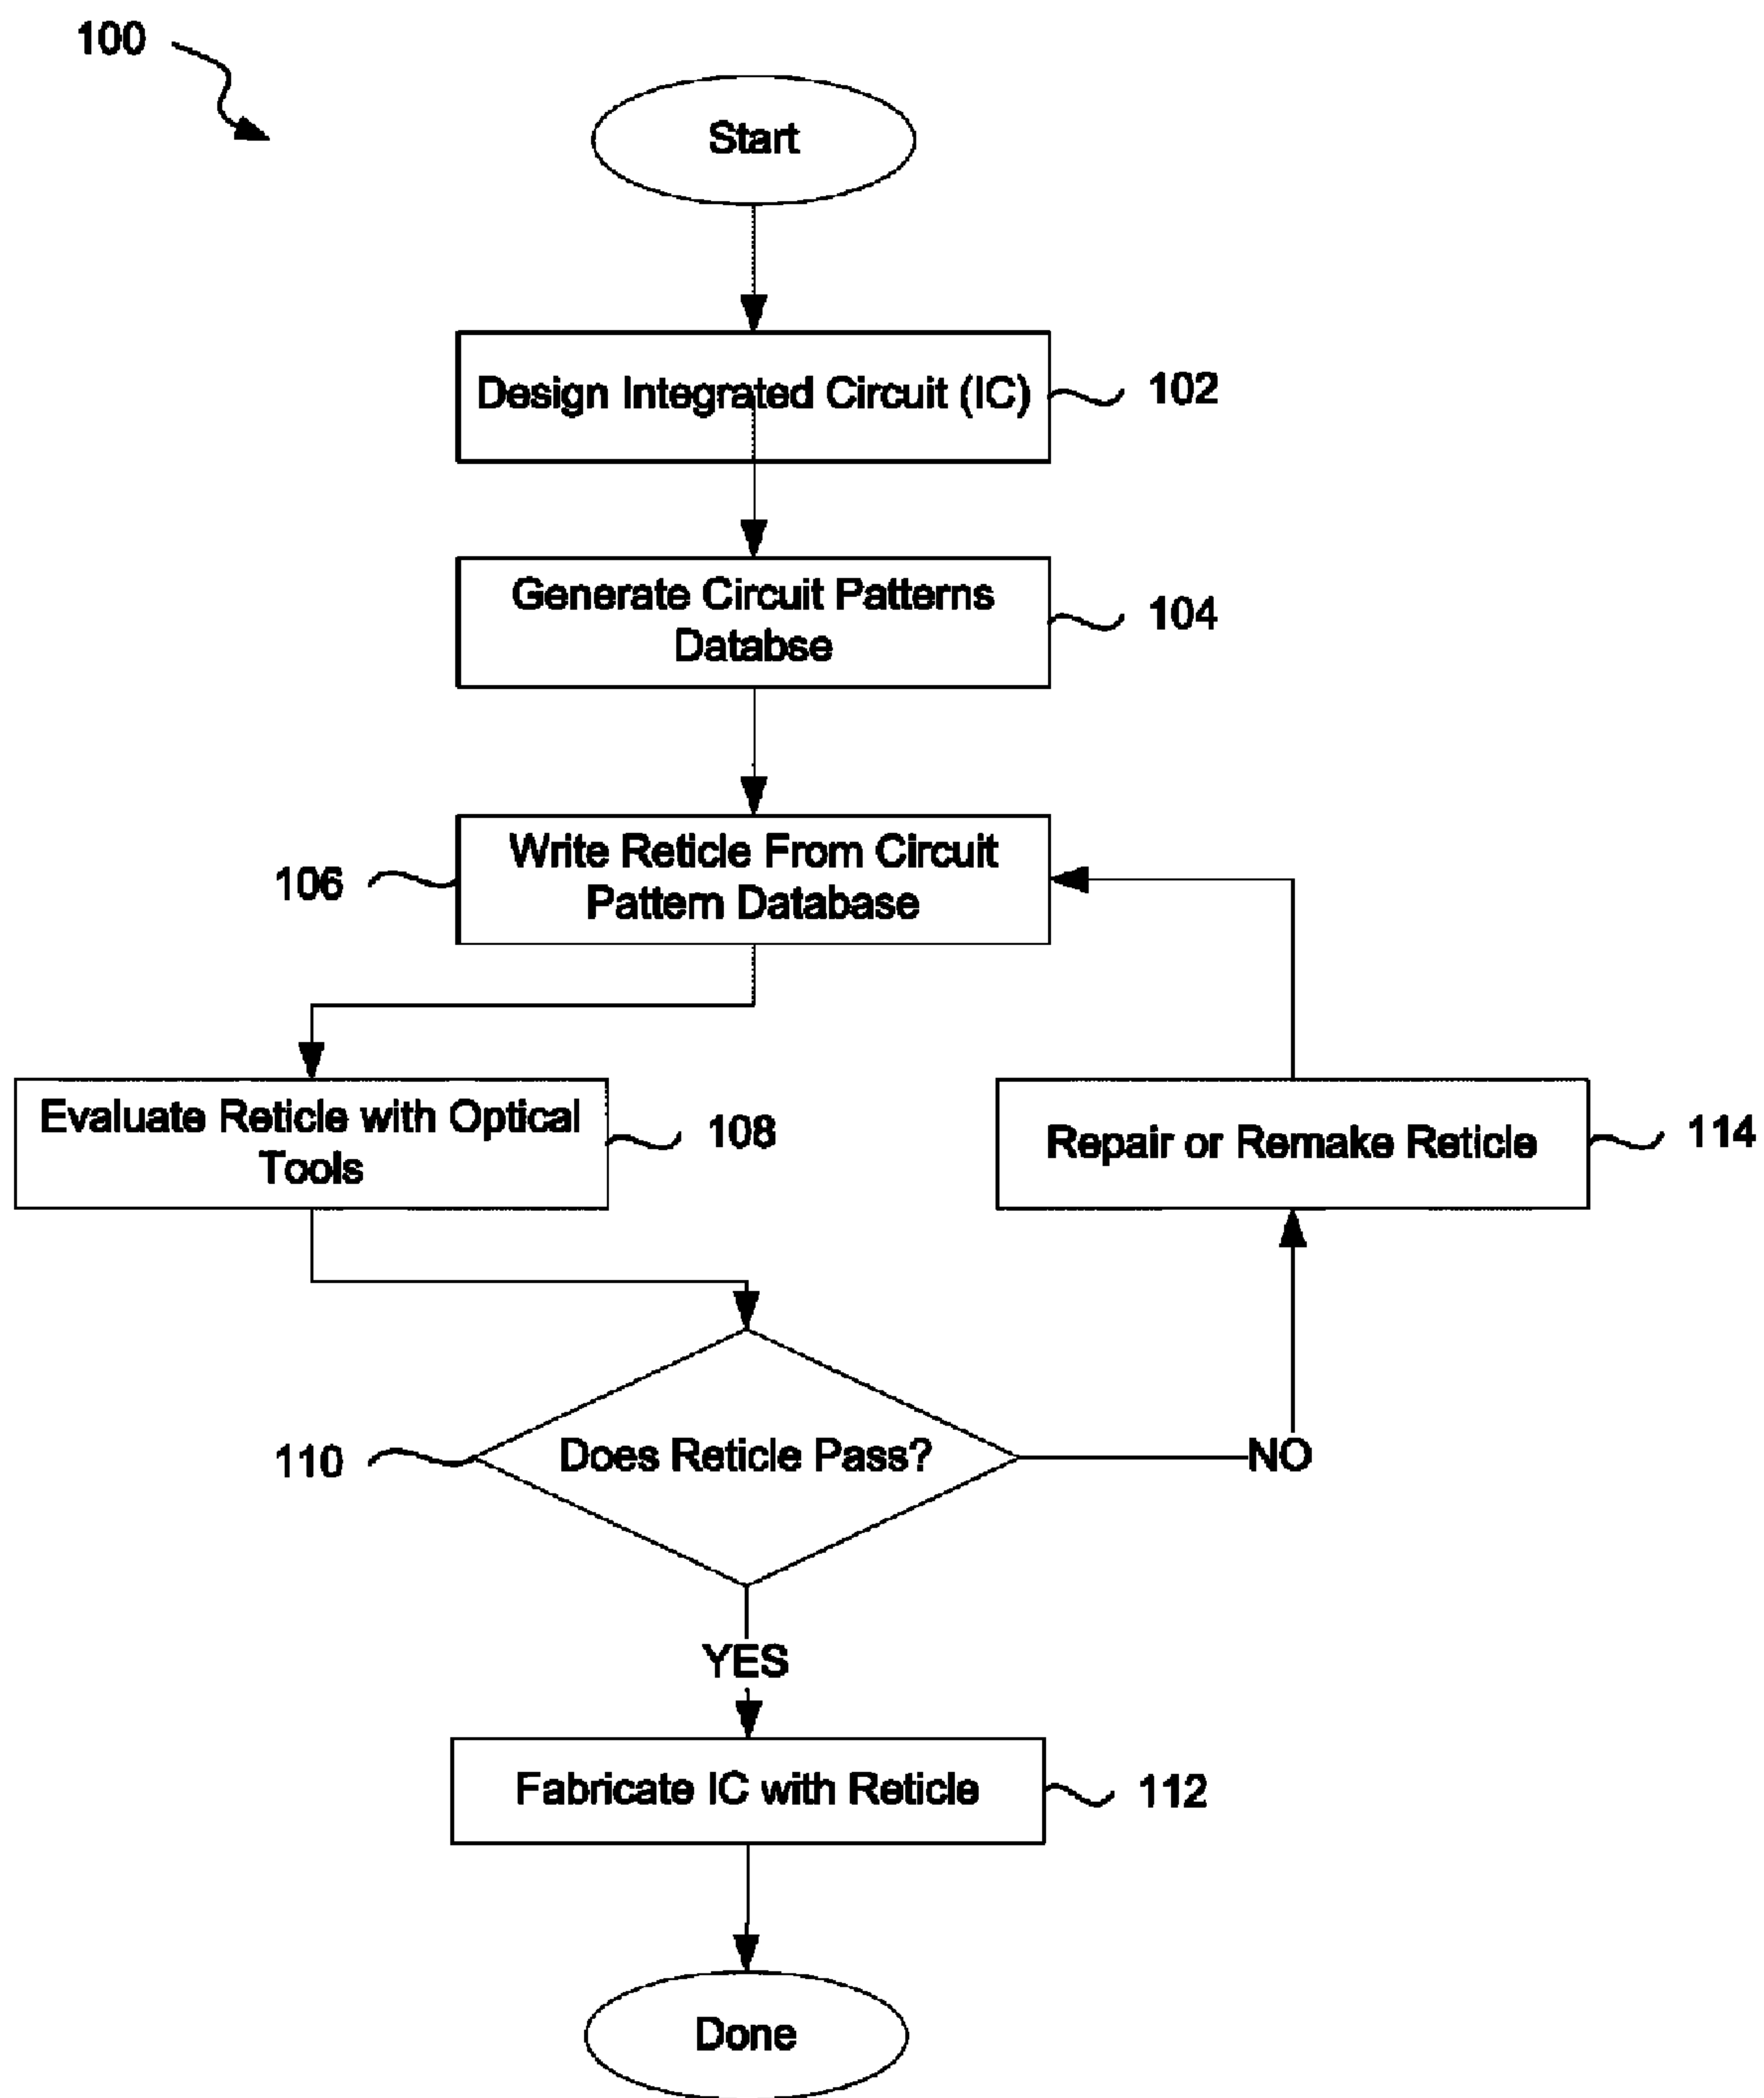 100
Start
Design Integrated Circuit (IC)
102
Generate Circuit Patterns
Databse
104
Write Reticle From Circuit
Pattern Database
106
Evaluate Reticle with Optical
Tools
108
Repair or Remake Reticle
114
Does Reticle Pass?
110
NO
YES
Fabricate IC with Reticle
112
Done